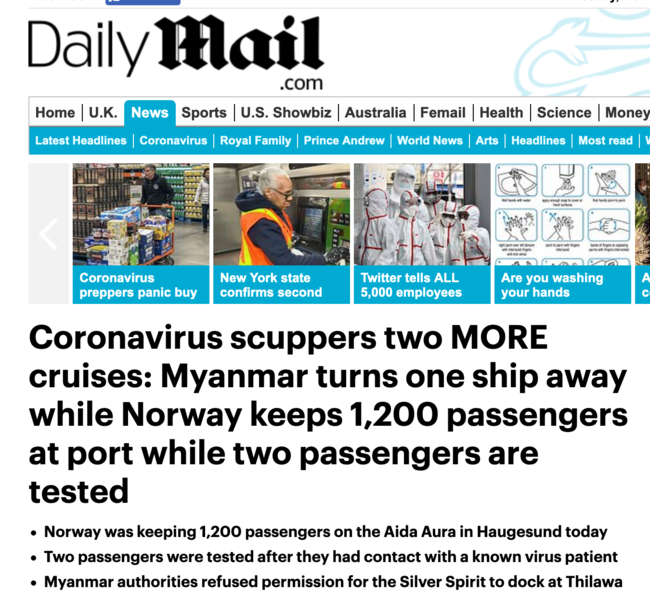 Daily Mail
.com
Home U.K. News Sports U.S. Showbiz Australia Femail Health Science Money
Latest Headlines Coronavirus Royal Family Prince Andrew World News Arts Headlines Most read
Coronavirus
preppers panic buy
New York state
confirms second
Twitter tells ALL
5,000 employees
Are you washing
your hands
Coronavirus scuppers two MORE
cruises: Myanmar turns one ship away
while Norway keeps 1,200 passengers
at port while two passengers are
tested
• Norway was keeping 1,200 passengers on the Aida Aura in Haugesund today
• Two passengers were tested after they had contact with a known virus patient
• Myanmar authorities refused permission for the Silver Spirit to dock at Thilawa